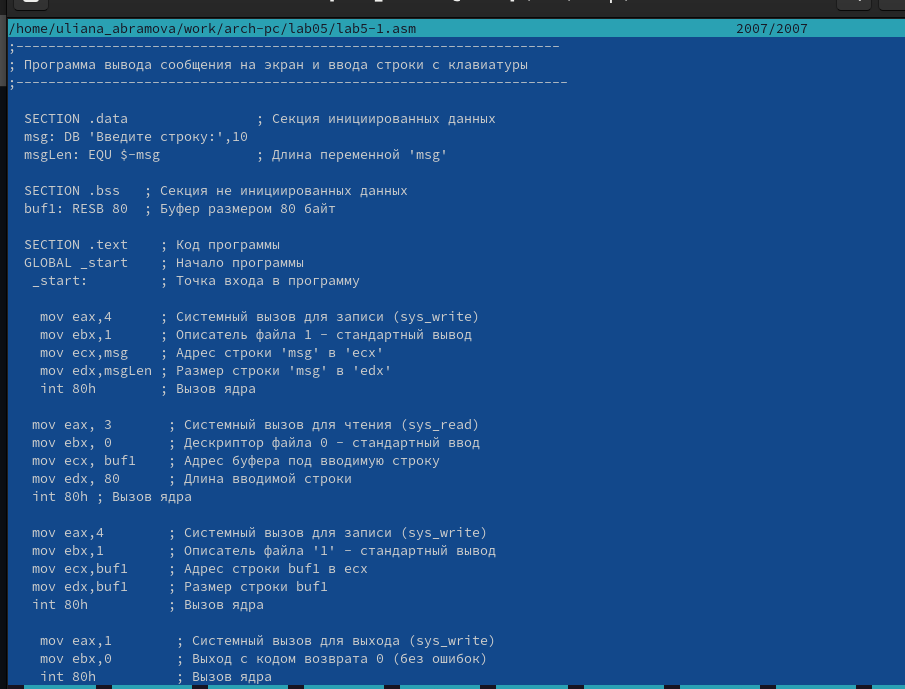 /home/uliana_abramova/work/arch-pc/lab05/lab5-1.asm 2007/2007
;--------------------------------------------------------------------
; Программа вывода сообщения на экран и ввода строки с клавиатуры
;---------------------------------------------------------------------
SECTION .data ; Секция инициированных данных
msg: DB 'Введите строку:',10
msgLen: EQU $-msg ; Длина переменной 'msg'
SECTION .bss ; Секция не инициированных данных
buf1: RESB 80 ; Буфер размером 80 байт
SECTION .text ; Код программы
GLOBAL _start ; Начало программы
_start: ; Точка входа в программу
mov eax,4 ; Системный вызов для записи (sys_write)
mov ebx,1 ; Описатель файла 1 - стандартный вывод
mov ecx,msg ; Адрес строки 'msg' в 'ecx'
mov edx,msgLen ; Размер строки 'msg' в 'edx'
int 80h ; Вызов ядра
mov eax, 3 ; Системный вызов для чтения (sys_read)
mov ebx, 0 ; Дескриптор файла 0 - стандартный ввод
mov ecx, buf1 ; Адрес буфера под вводимую строку
mov edx, 80 ; Длина вводимой строки
int 80h ; Вызов ядра
mov eax,4 ; Системный вызов для записи (sys_write)
mov ebx,1 ; Описатель файла '1' - стандартный вывод
mov ecx,buf1 ; Адрес строки buf1 в ecx
mov edx,buf1 ; Размер строки buf1
int 80h ; Вызов ядра
mov eax,1 ; Системный вызов для выхода (sys_write)
mov ebx,0 ; Выход с кодом возврата 0 (без ошибок)
int 80h ; Вызов ядра